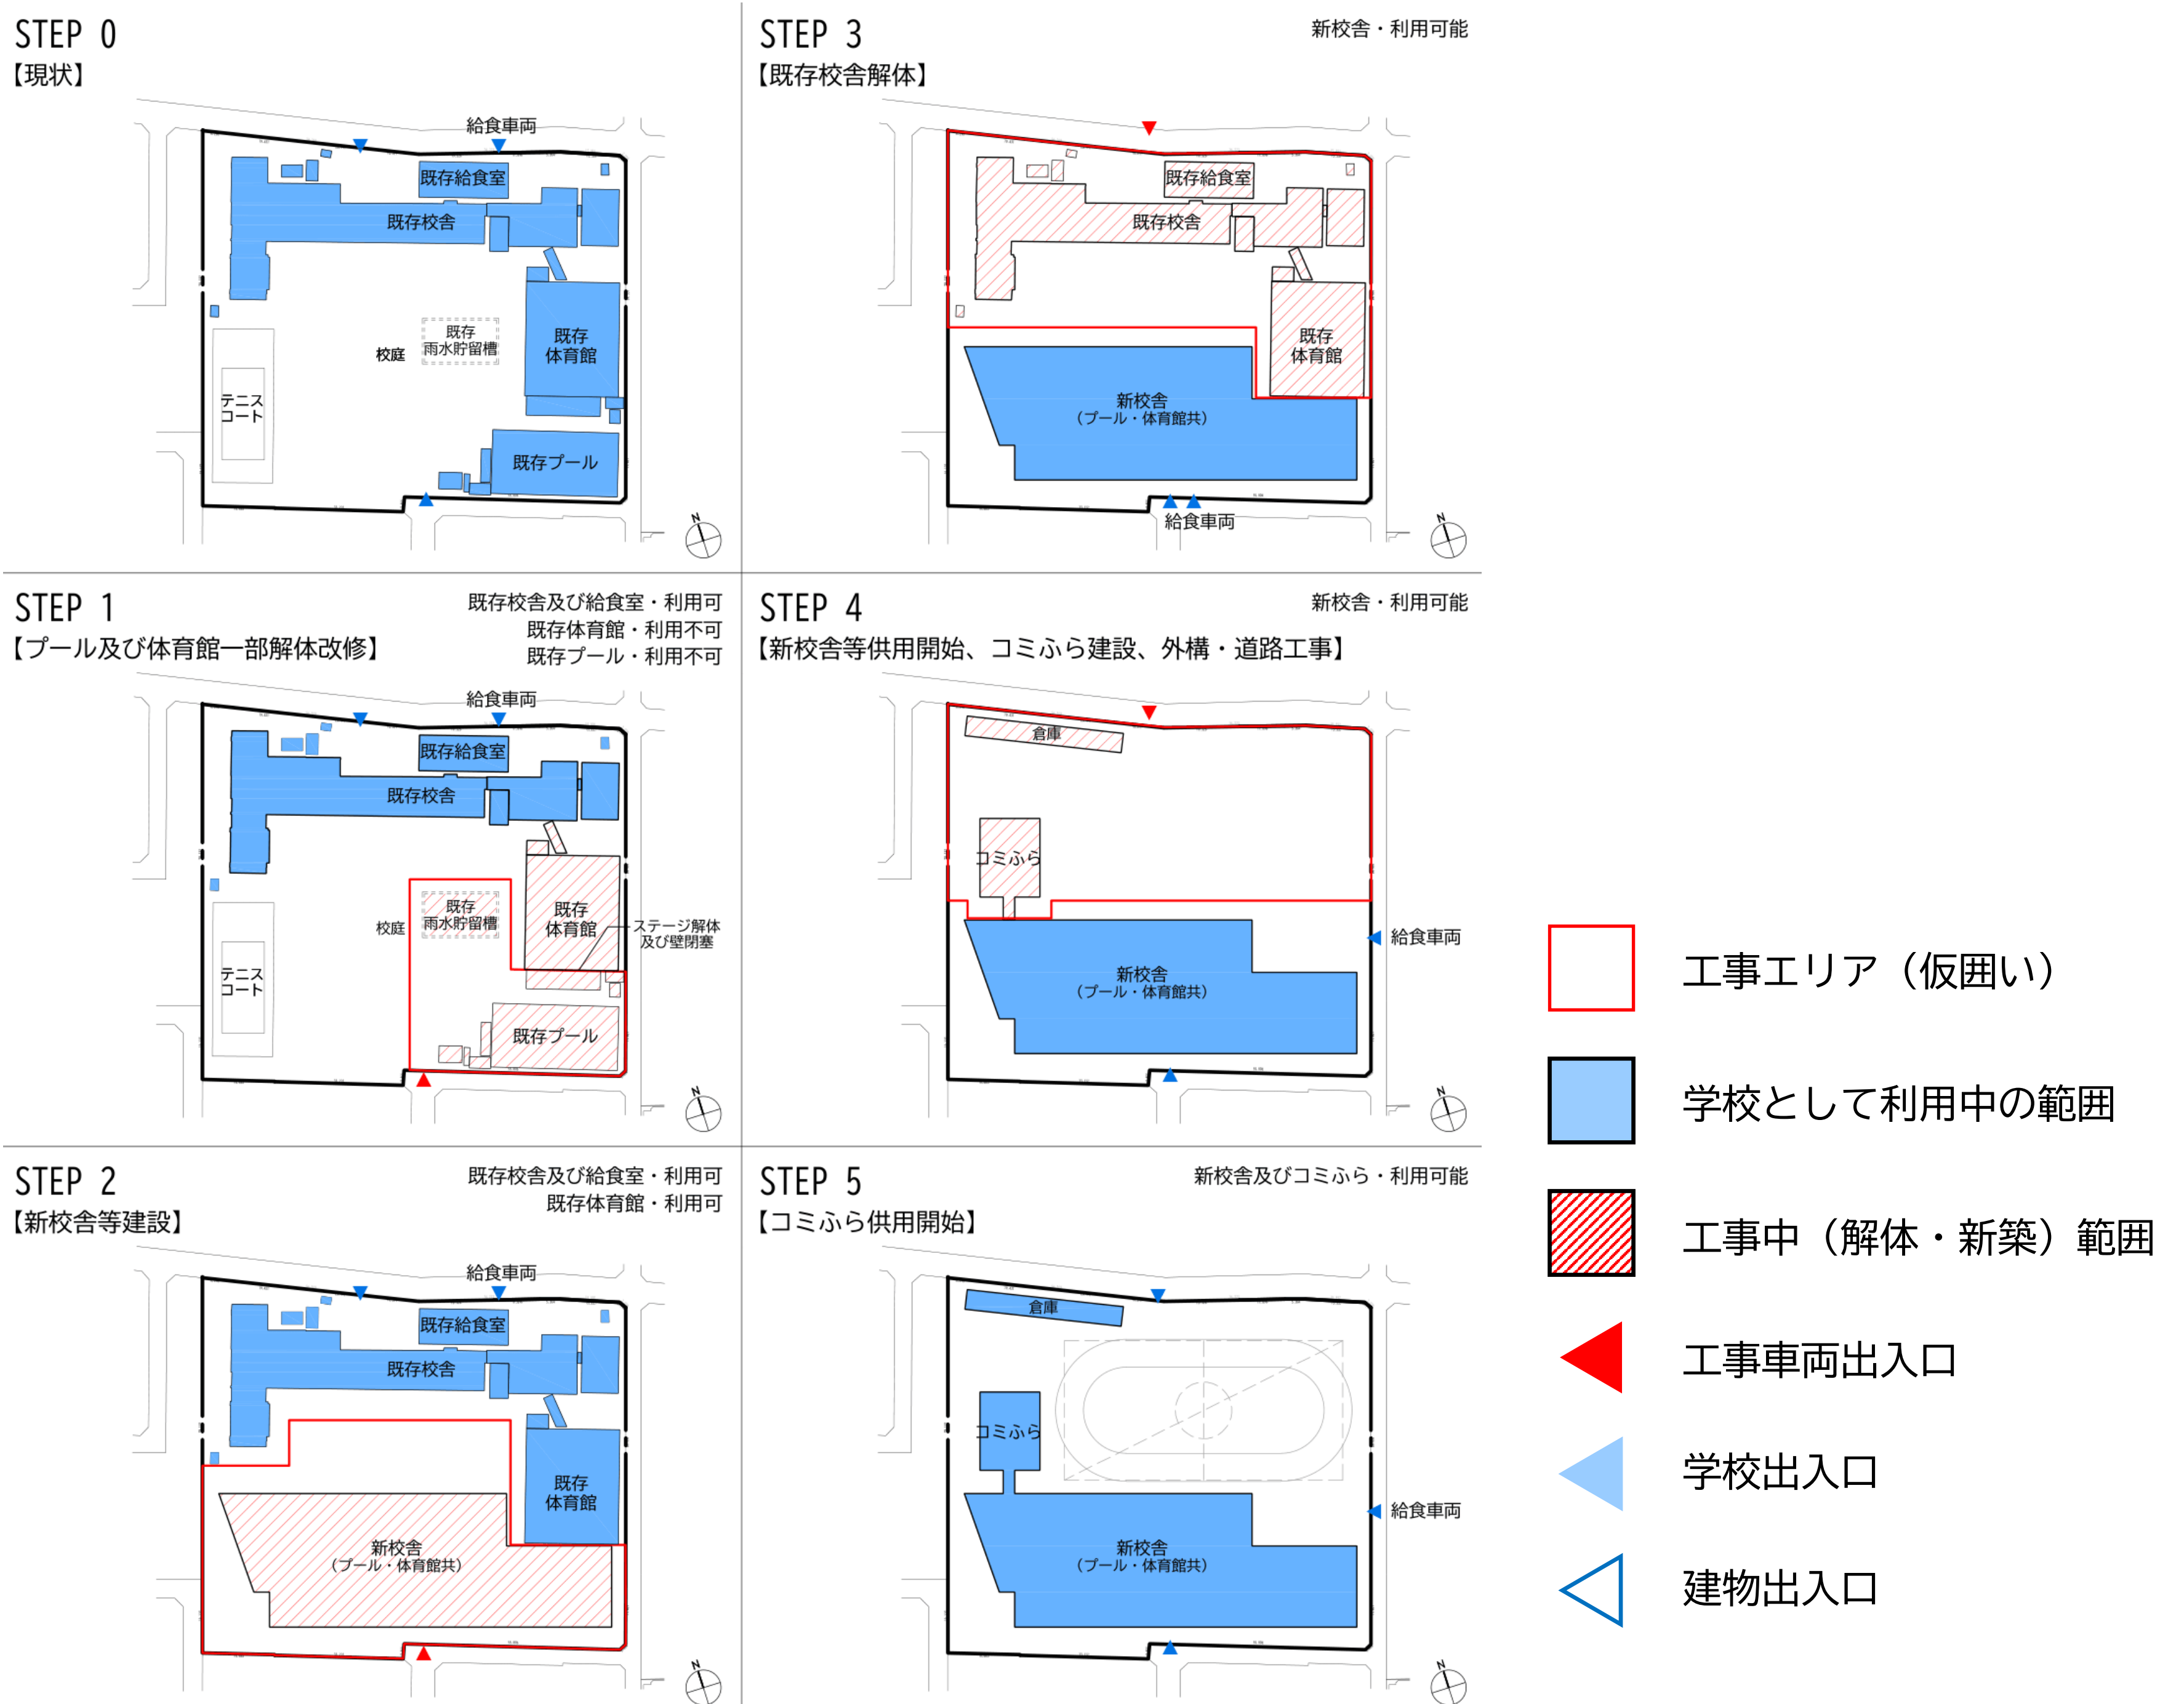 STEP 0
【現状】
給食車両
既存給食室
既存校舎
既存
雨水貯留槽
校庭
既存
体育館
テニス
コート
既存プール
N
STEP 1
【プール及び体育館一部解体改修】
既存校舎及び給食室・利用可
既存体育館・利用不可
既存プール・利用不可
給食車両
既存給食室
既存校舎
既存
雨水貯留槽
校庭
既存
体育館
ステージ解体
及び壁閉塞
テニス
コート
既存プール
N
STEP 2
【新校舎等建設】
既存校舎及び給食室・利用可
既存体育館・利用可
給食車両
既存給食室
既存校舎
既存
体育館
新校舎
（プール・体育館共）
N
STEP 3
【既存校舎解体】
新校舎・利用可能
既存給食室
既存校舎
既存
体育館
新校舎
（プール・体育館共）
給食車両
N
STEP 4
【新校舎等供用開始、コミふら建設、外構・道路工事】
新校舎・利用可能
倉庫
コミふら
給食車両
新校舎
（プール・体育館共）
N
STEP 5
【コミふら供用開始】
新校舎及びコミふら・利用可能
倉庫
コミふら
給食車両
新校舎
（プール・体育館共）
N
工事エリア（仮囲い）
学校として利用中の範囲
工事中（解体・新築）範囲
工事車両出入口
学校出入口
建物出入口